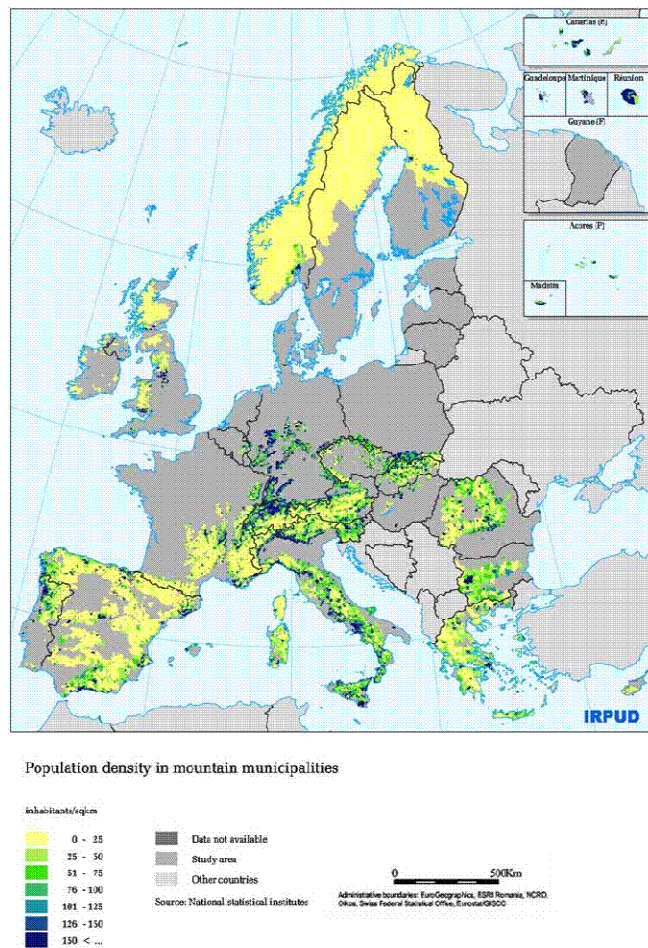 Canarias (E)
Guadeloupe Martinique Réunion
Guyane (F)
Acores (P)
Madeira
IRPUD
Population density in mountain municipalities
inhabitants/sqkm
0 - 25
25 - 50
51 - 75
76 - 100
101 - 125
126 - 150
150 < ...
Data not available
Study area
Other countries
Source: National statistical institutes
0 500Km
Administrative boundaries: EuroGeographics, ESRI Romania, NCRD,
Oikos, Swiss Federal Statistical Office, Eurostat/GISCO